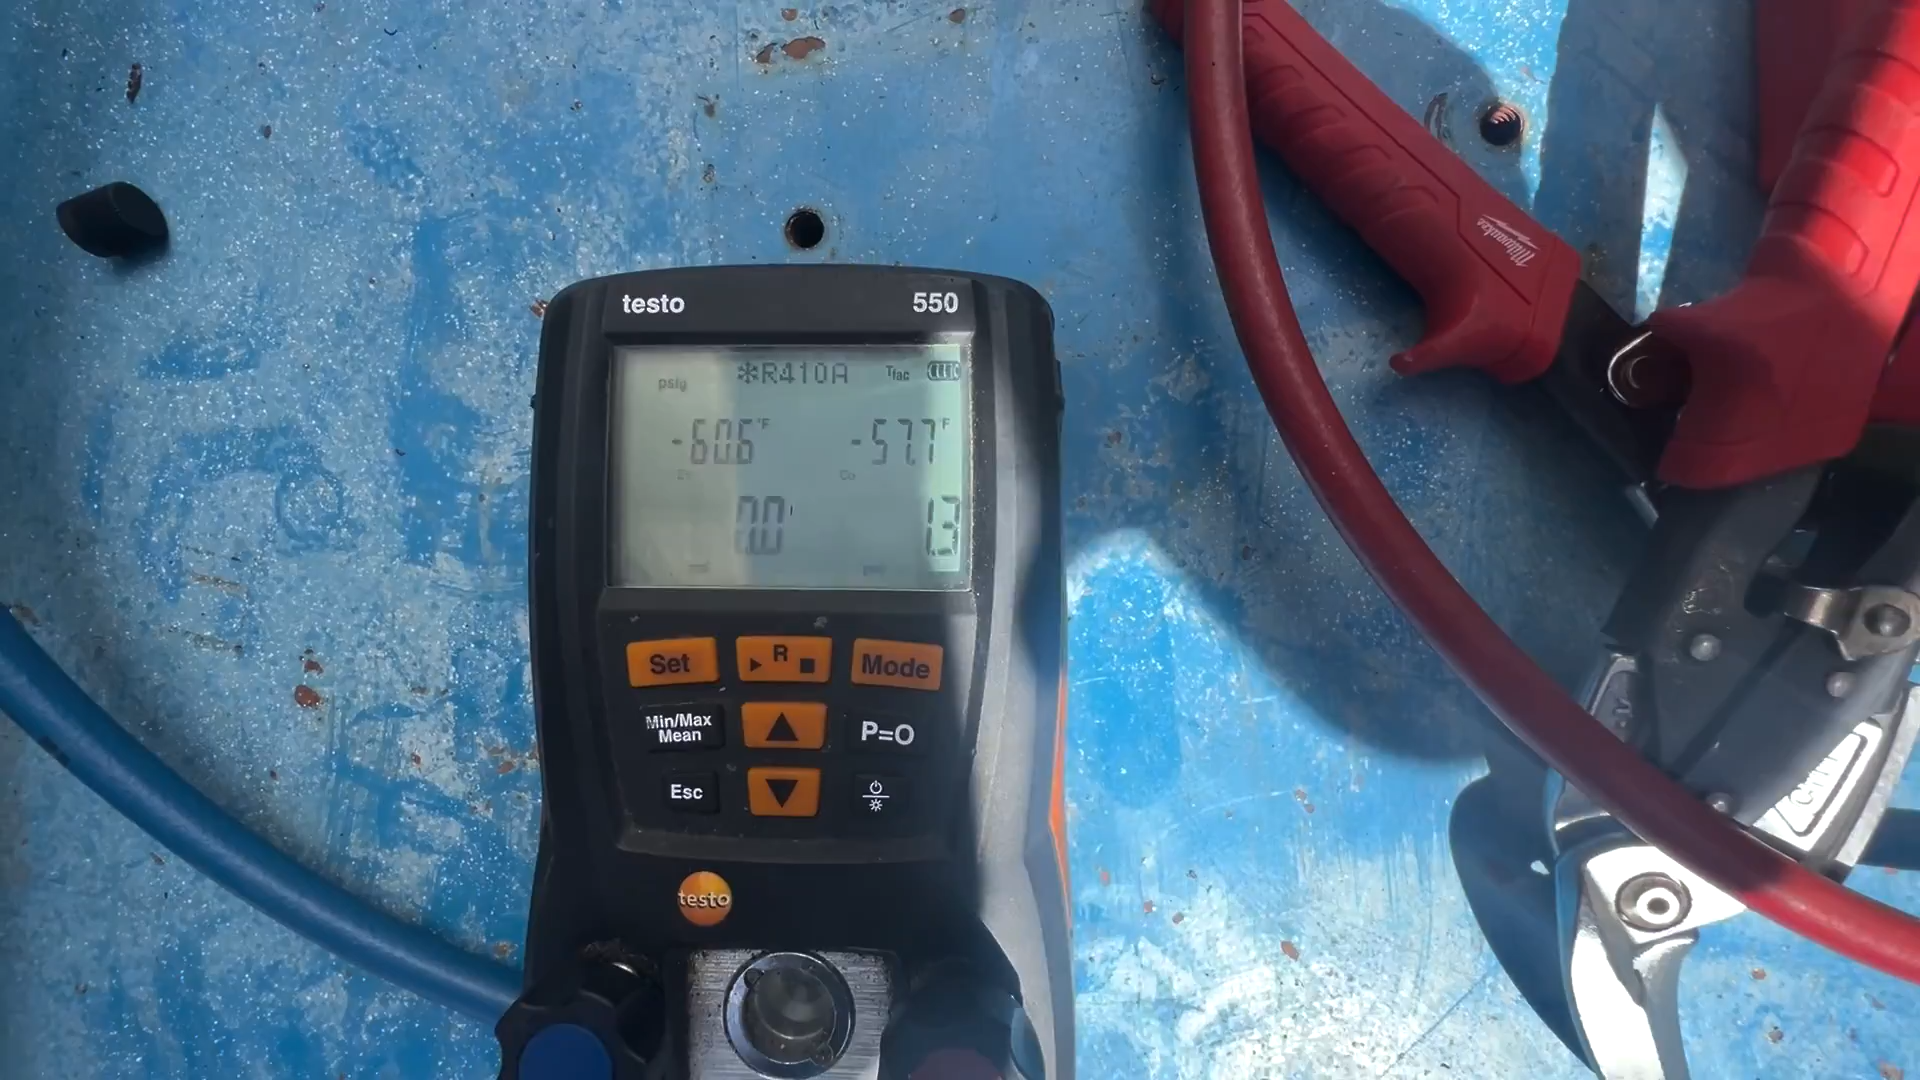 testo 550
psig *R410A Tfac
-60.6 °F -57.7 °F
Co
0.0 1.3
Set R Mode
Min/Max Mean P=O
Esc
testo
Milwaukee